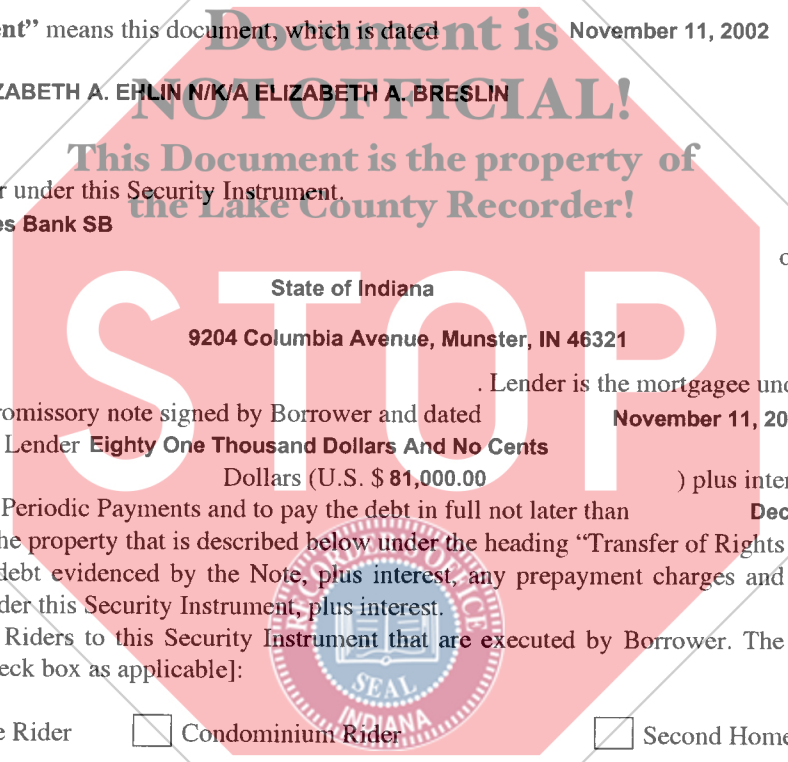 ent” means this document, which is dated November 11, 2002
Document is
ZABETH A. EHLIN N/K/A ELIZABETH A. BRESLIN
NOT OFFICIAL!
This Document is the property of
r under this Security Instrument.
the Lake County Recorder!
es Bank SB
o
State of Indiana
STOP
9204 Columbia Avenue, Munster, IN 46321
. Lender is the mortgagee und
romissory note signed by Borrower and dated November 11, 20
Lender Eighty One Thousand Dollars And No Cents
Dollars (U.S. $ 81,000.00 ) plus inter
Periodic Payments and to pay the debt in full not later than Dec
he property that is described below under the heading “Transfer of Rights
debt evidenced by the Note, plus interest, any prepayment charges and
der this Security Instrument, plus interest.
Riders to this Security Instrument that are executed by Borrower. The
eck box as applicable]:
RECORDER'S OFFICE
SEAL
INDIANA
e Rider Condominium Rider Second Home